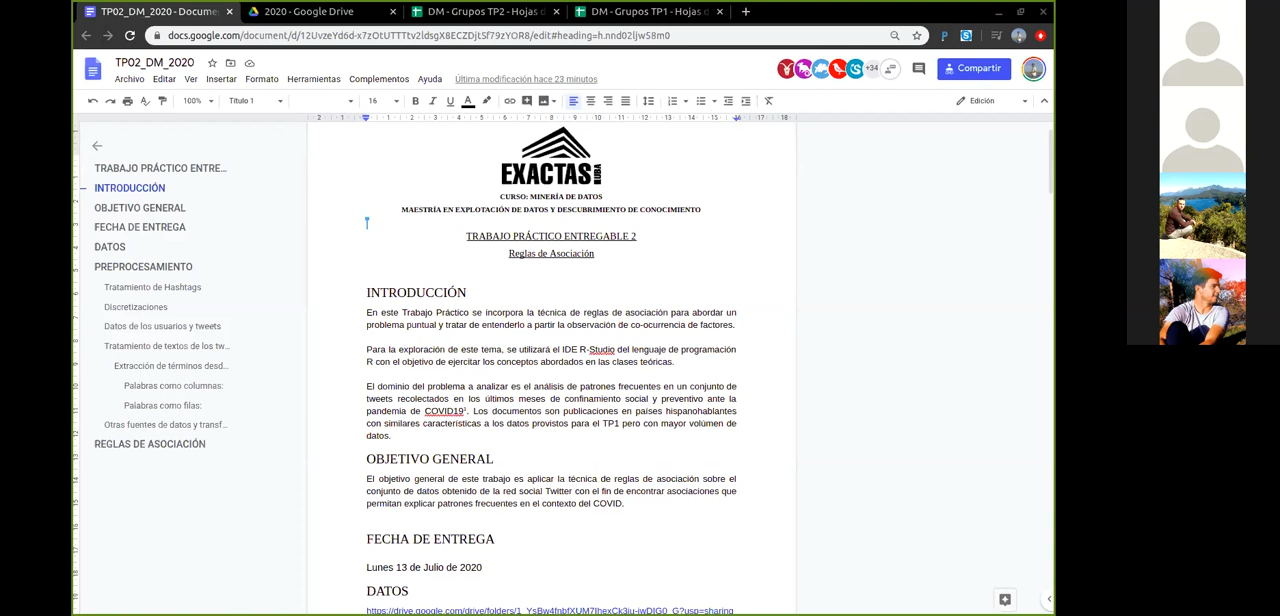 TP02_DM_2020 - Docume
2020 - Google Drive
DM - Grupos TP2 - Hojas d
DM - Grupos TP1 - Hojas
TP02_DM_2020
Archivo Editar Ver Insertar Formato Herramientas Complementos Ayuda Última modificación hace 23 minutos
+34
Compartir
100% Título 1 16 Edición
TRABAJO PRÁCTICO ENTRE...
INTRODUCCIÓN
OBJETIVO GENERAL
FECHA DE ENTREGA
DATOS
PREPROCESAMIENTO
Tratamiento de Hashtags
Discretizaciones
Datos de los usuarios y tweets
Tratamiento de textos de los tw...
Extracción de términos desd...
Palabras como columnas:
Palabras como filas:
Otras fuentes de datos y transf...
REGLAS DE ASOCIACIÓN
EXACTAS UBA
CURSO: MINERÍA DE DATOS
MAESTRÍA EN EXPLOTACIÓN DE DATOS Y DESCUBRIMIENTO DE CONOCIMIENTO
TRABAJO PRÁCTICO ENTREGABLE 2
Reglas de Asociación
INTRODUCCIÓN
En este Trabajo Práctico se incorpora la técnica de reglas de asociación para abordar un
problema puntual y tratar de entenderlo a partir la observación de co-ocurrencia de factores.
Para la exploración de este tema, se utilizará el IDE R-Studio del lenguaje de programación
R con el objetivo de ejercitar los conceptos abordados en las clases teóricas.
El dominio del problema a analizar es el análisis de patrones frecuentes en un conjunto de
tweets recolectados en los últimos meses de confinamiento social y preventivo ante la
pandemia de COVID19¹. Los documentos son publicaciones en países hispanohablantes
con similares características a los datos provistos para el TP1 pero con mayor volúmen de
datos.
OBJETIVO GENERAL
El objetivo general de este trabajo es aplicar la técnica de reglas de asociación sobre el
conjunto de datos obtenido de la red social Twitter con el fin de encontrar asociaciones que
permitan explicar patrones frecuentes en el contexto del COVID.
FECHA DE ENTREGA
Lunes 13 de Julio de 2020
DATOS